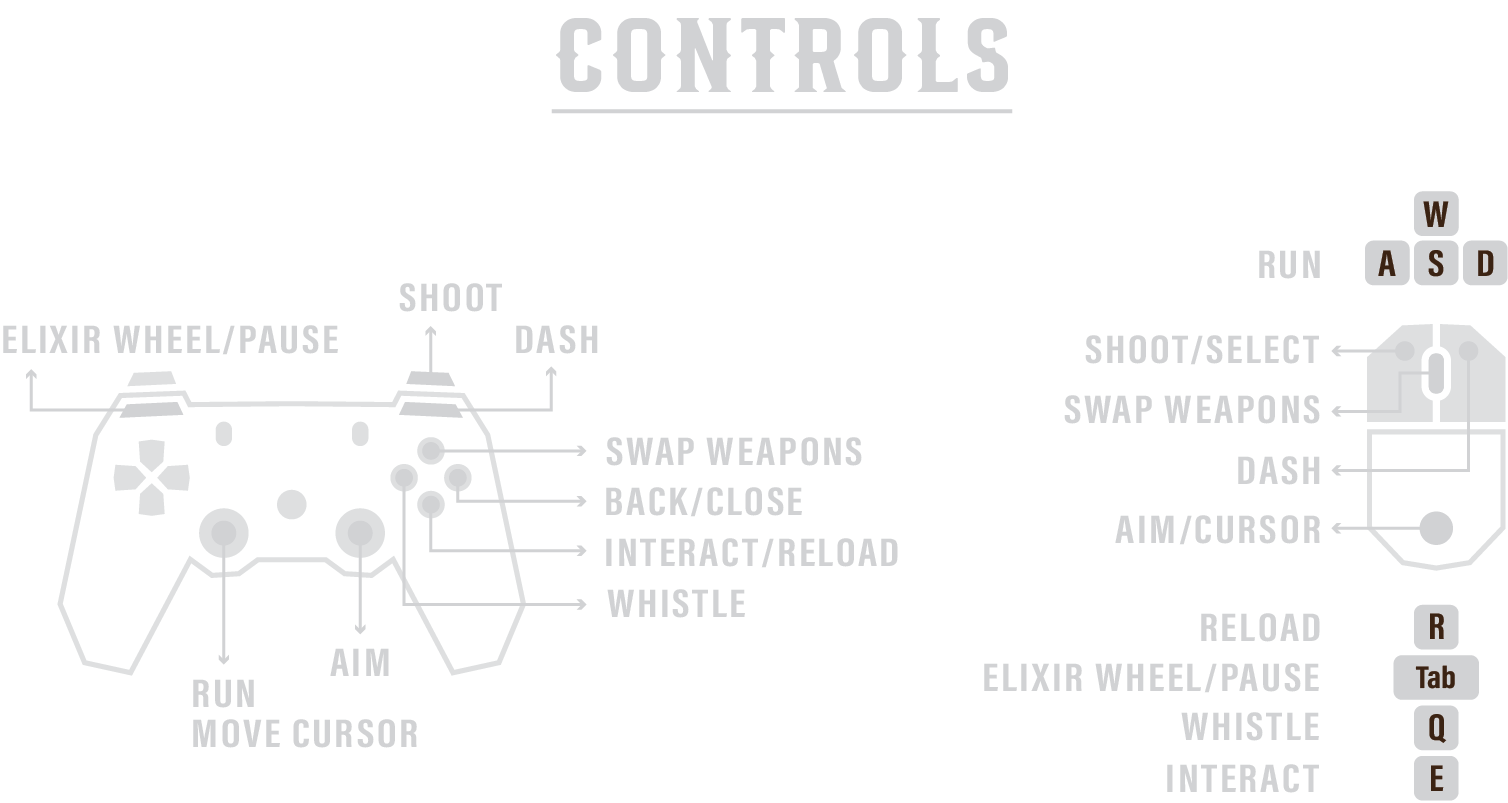 CONTROLS
SHOOT
ELIXIR WHEEL/PAUSE
DASH
SWAP WEAPONS
BACK/CLOSE
INTERACT/RELOAD
WHISTLE
AIM
RUN
MOVE CURSOR
W
RUN A S D
SHOOT/SELECT
SWAP WEAPONS
DASH
AIM/CURSOR
RELOAD R
ELIXIR WHEEL/PAUSE Tab
WHISTLE Q
INTERACT E